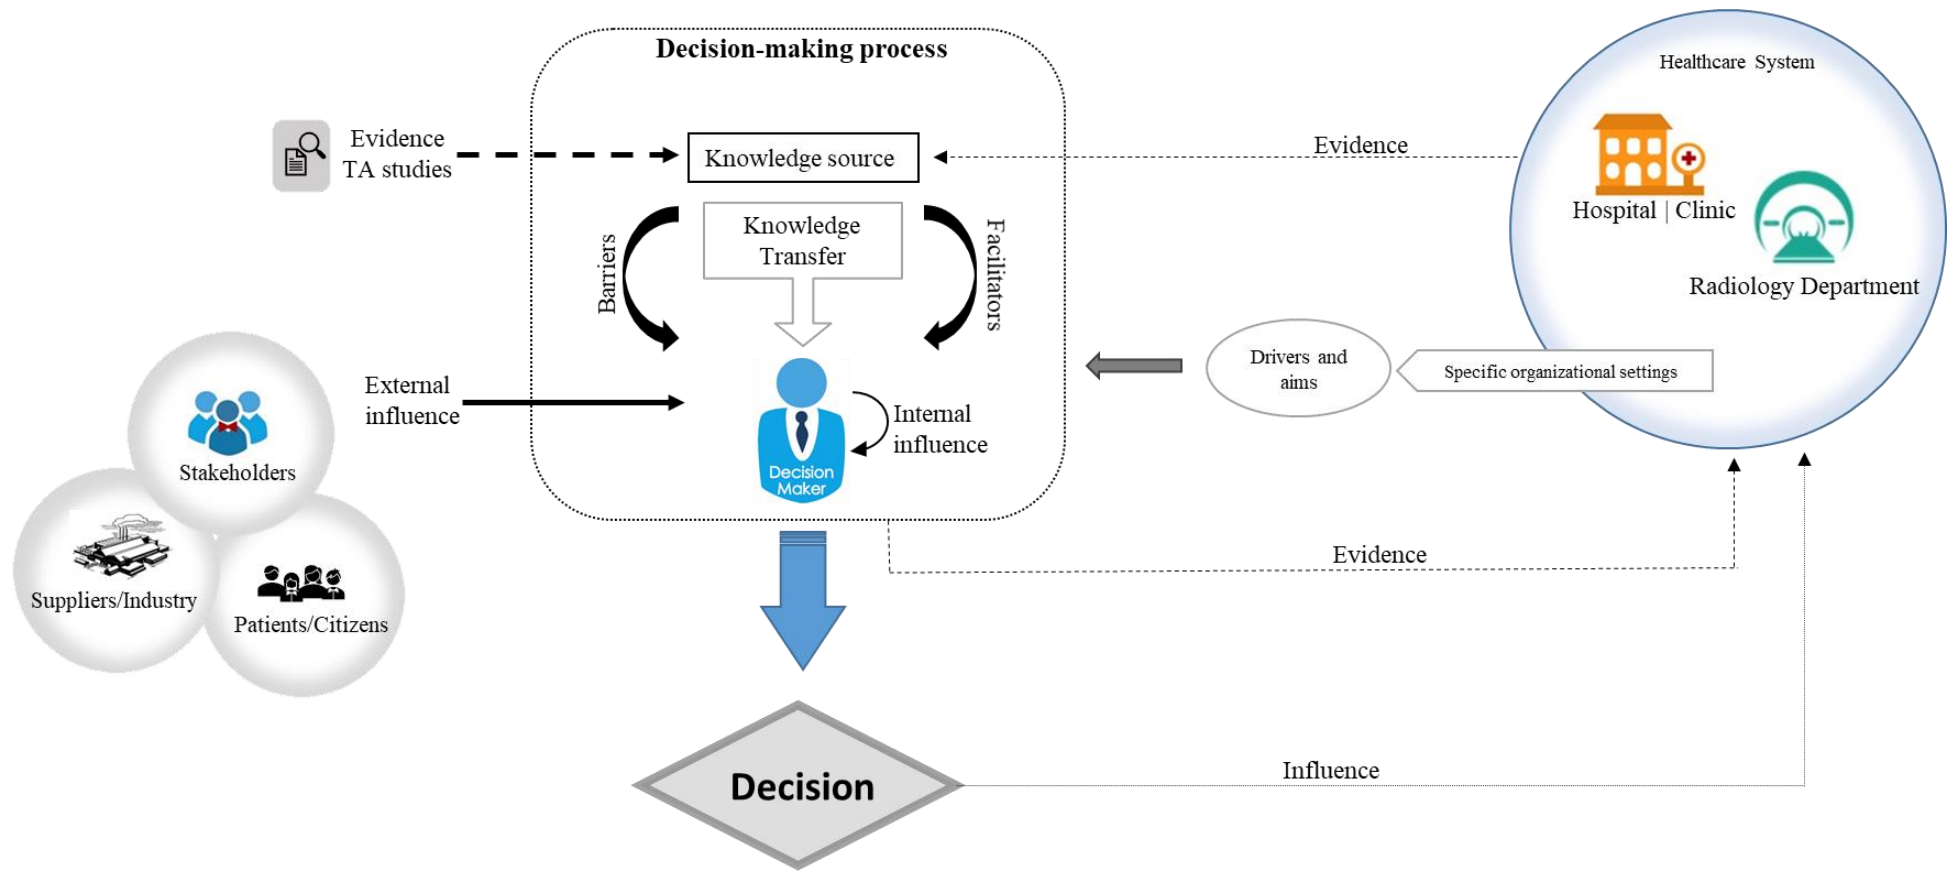 Decision-making process
Healthcare System
Evidence
TA studies
Knowledge source
Evidence
Hospital | Clinic
Radiology Department
Knowledge
Transfer
Barriers
Facilitators
Drivers and
aims
Specific organizational settings
External
influence
Internal
influence
Decision
Maker
Stakeholders
Suppliers/Industry
Patients/Citizens
Evidence
Influence
Decision